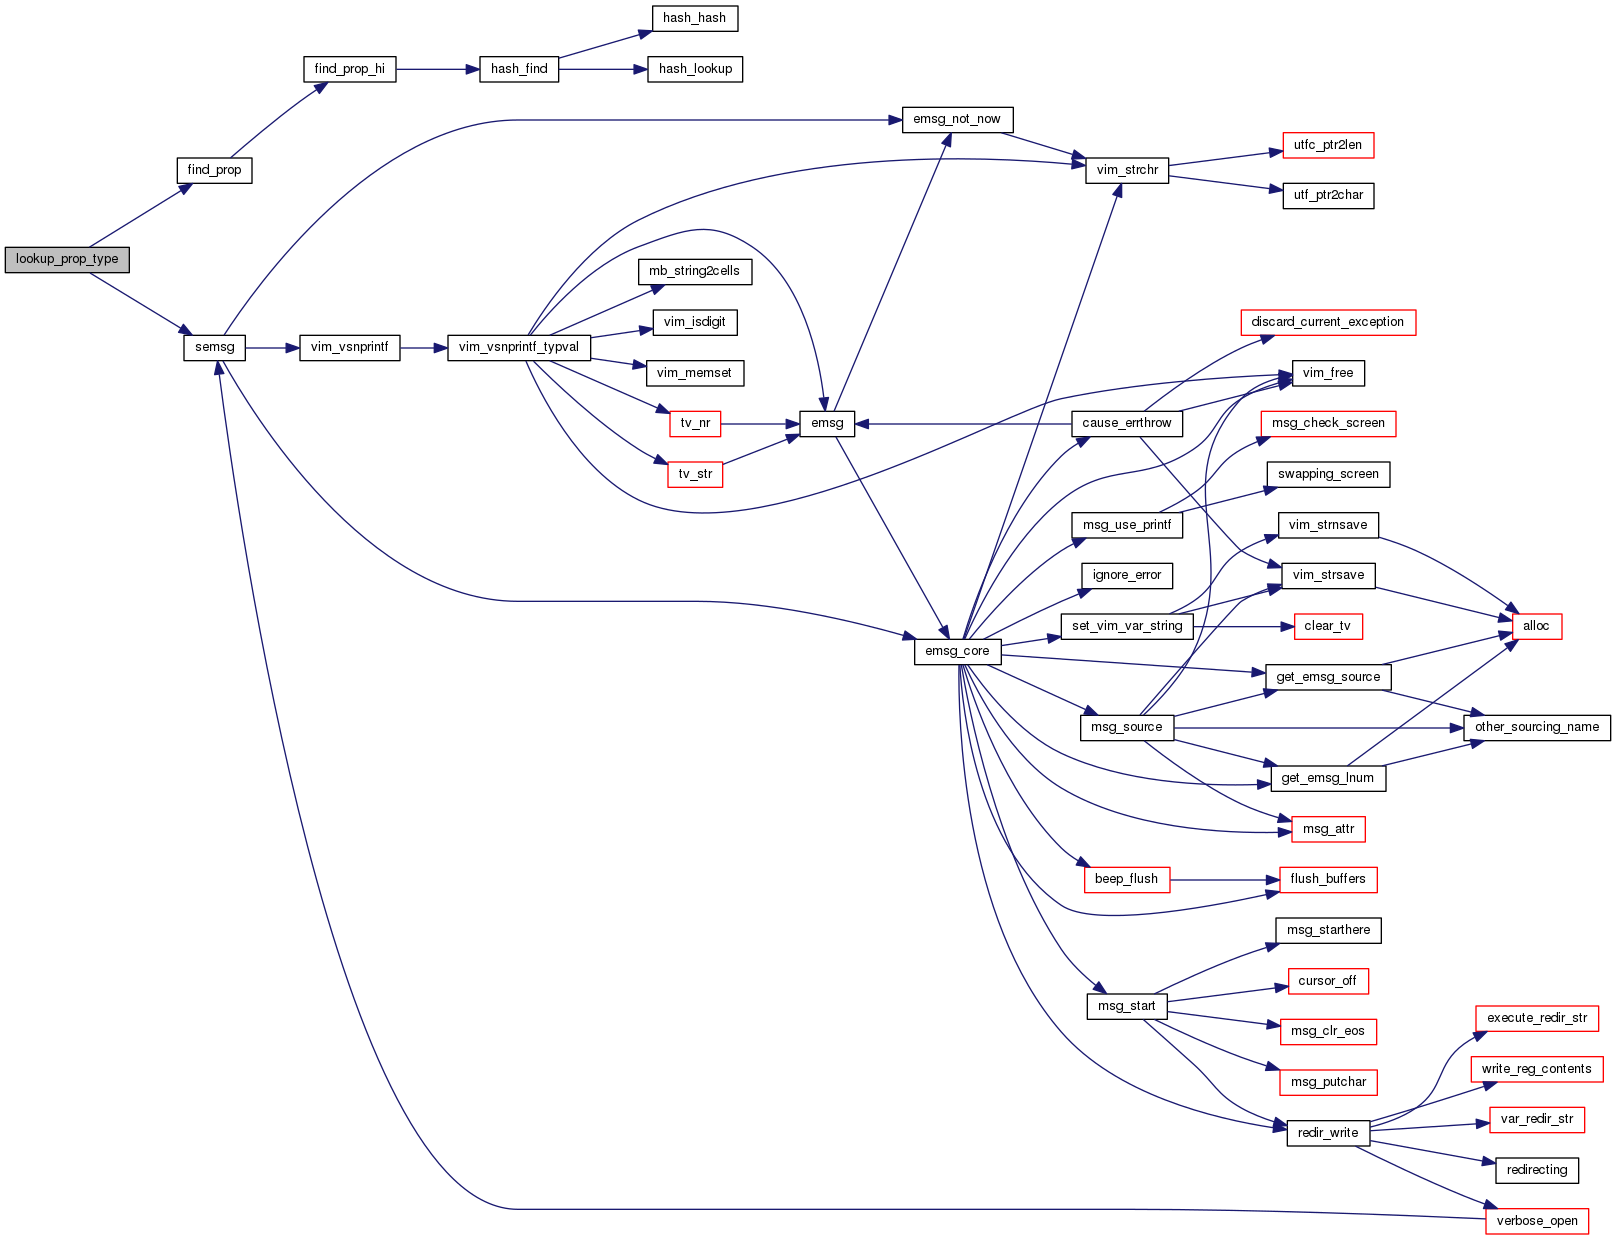 hash_hash
find_prop_hi
hash_find
hash_lookup
emsg_not_now
utfc_ptr2len
find_prop
vim_strchr
utf_ptr2char
lookup_prop_type
mb_string2cells
vim_isdigit
discard_current_exception
semsg
vim_vsnprintf
vim_vsnprintf_typval
vim_memset
vim_free
tv_nr
emsg
cause_errthrow
msg_check_screen
tv_str
swapping_screen
msg_use_printf
vim_strnsave
ignore_error
vim_strsave
set_vim_var_string
clear_tv
alloc
emsg_core
get_emsg_source
msg_source
other_sourcing_name
get_emsg_lnum
msg_attr
beep_flush
flush_buffers
msg_starthere
cursor_off
msg_start
execute_redir_str
msg_clr_eos
write_reg_contents
msg_putchar
var_redir_str
redir_write
redirecting
verbose_open